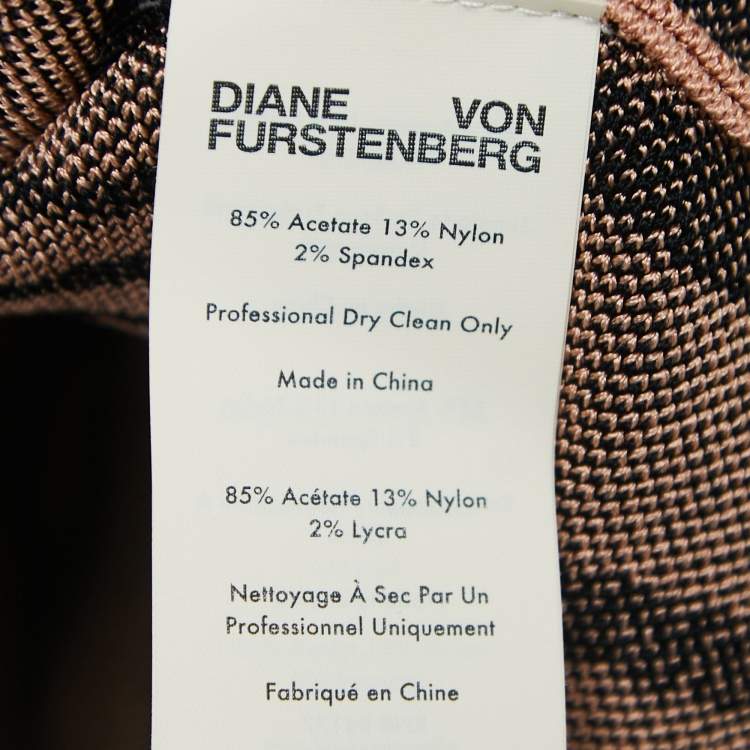 DIANE VON
FURSTENBERG
85% Acetate 13% Nylon
2% Spandex
Professional Dry Clean Only
Made in China
85% Acétate 13% Nylon
2% Lycra
Nettoyage À Sec Par Un
Professionnel Uniquement
Fabriqué en Chine